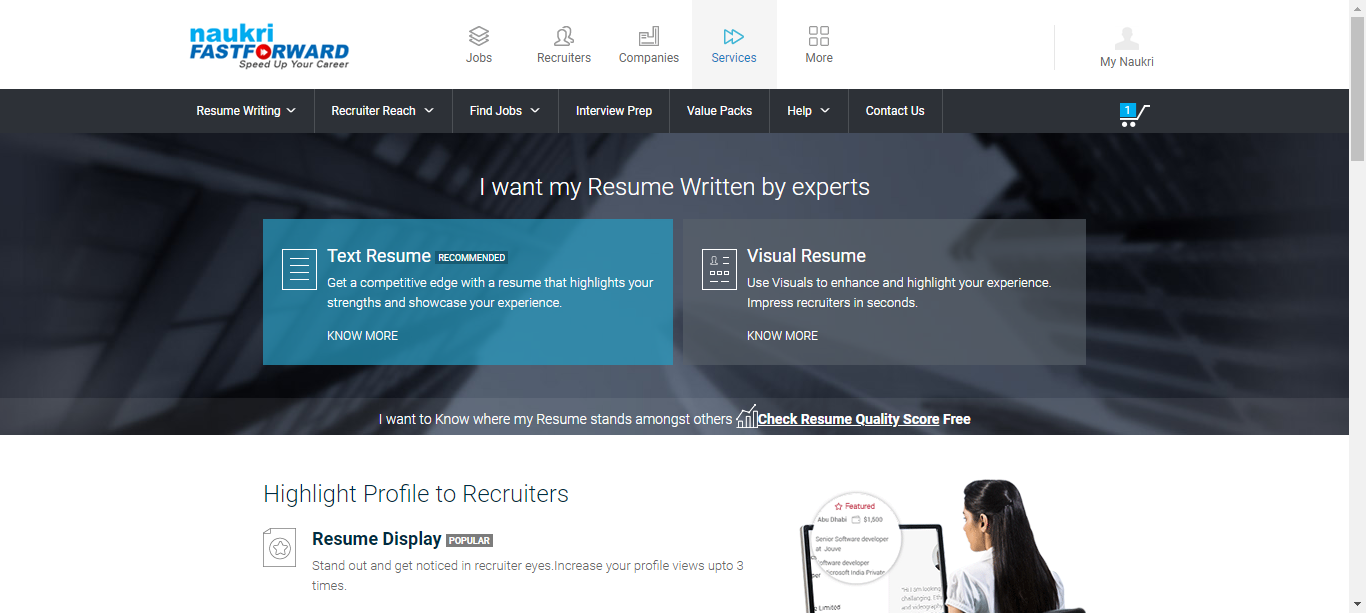 naukri
FASTFORWARD
Speed Up Your Career
Jobs
Recruiters
Companies
Services
More
My Naukri
Resume Writing
Recruiter Reach
Find Jobs
Interview Prep
Value Packs
Help
Contact Us
1
I want my Resume Written by experts
Text Resume RECOMMENDED
Get a competitive edge with a resume that highlights your
strengths and showcase your experience.
KNOW MORE
Visual Resume
Use Visuals to enhance and highlight your experience.
Impress recruiters in seconds.
KNOW MORE
I want to Know where my Resume stands amongst others Check Resume Quality Score Free
Highlight Profile to Recruiters
Resume Display POPULAR
Stand out and get noticed in recruiter eyes.Increase your profile views upto 3
times.
Featured
Abu Dhabi $1,500
Senior Software developer
at Jouve
software developer
Microsoft India Private
Limited
"Hi I am looking
challenging,
and videography